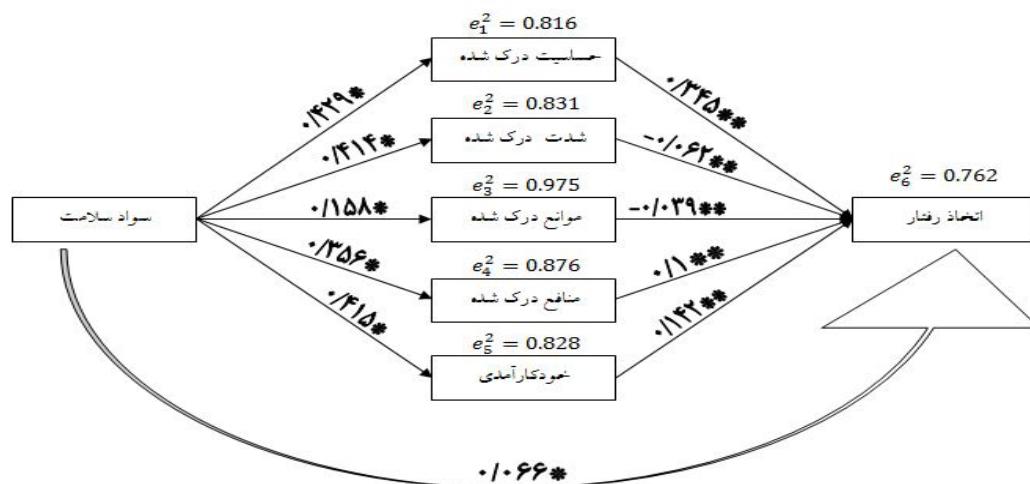 e₁² = 0.816
حساسیت درک شده
۰/۴۲۹*
۰/۳۴۵**
e₂² = 0.831
شدت درک شده
۰/۴۱۴*
-۰/۰۶۲**
e₃² = 0.975
موانع درک شده
۰/۱۵۸*
-۰/۰۳۹**
e₆² = 0.762
سواد سلامت
اتخاذ رفتار
e₄² = 0.876
منافع درک شده
۰/۳۵۶*
۰/۱**
e₅² = 0.828
خودکارآمدی
۰/۴۱۵*
۰/۱۴۲**
۰/۰۶۶*